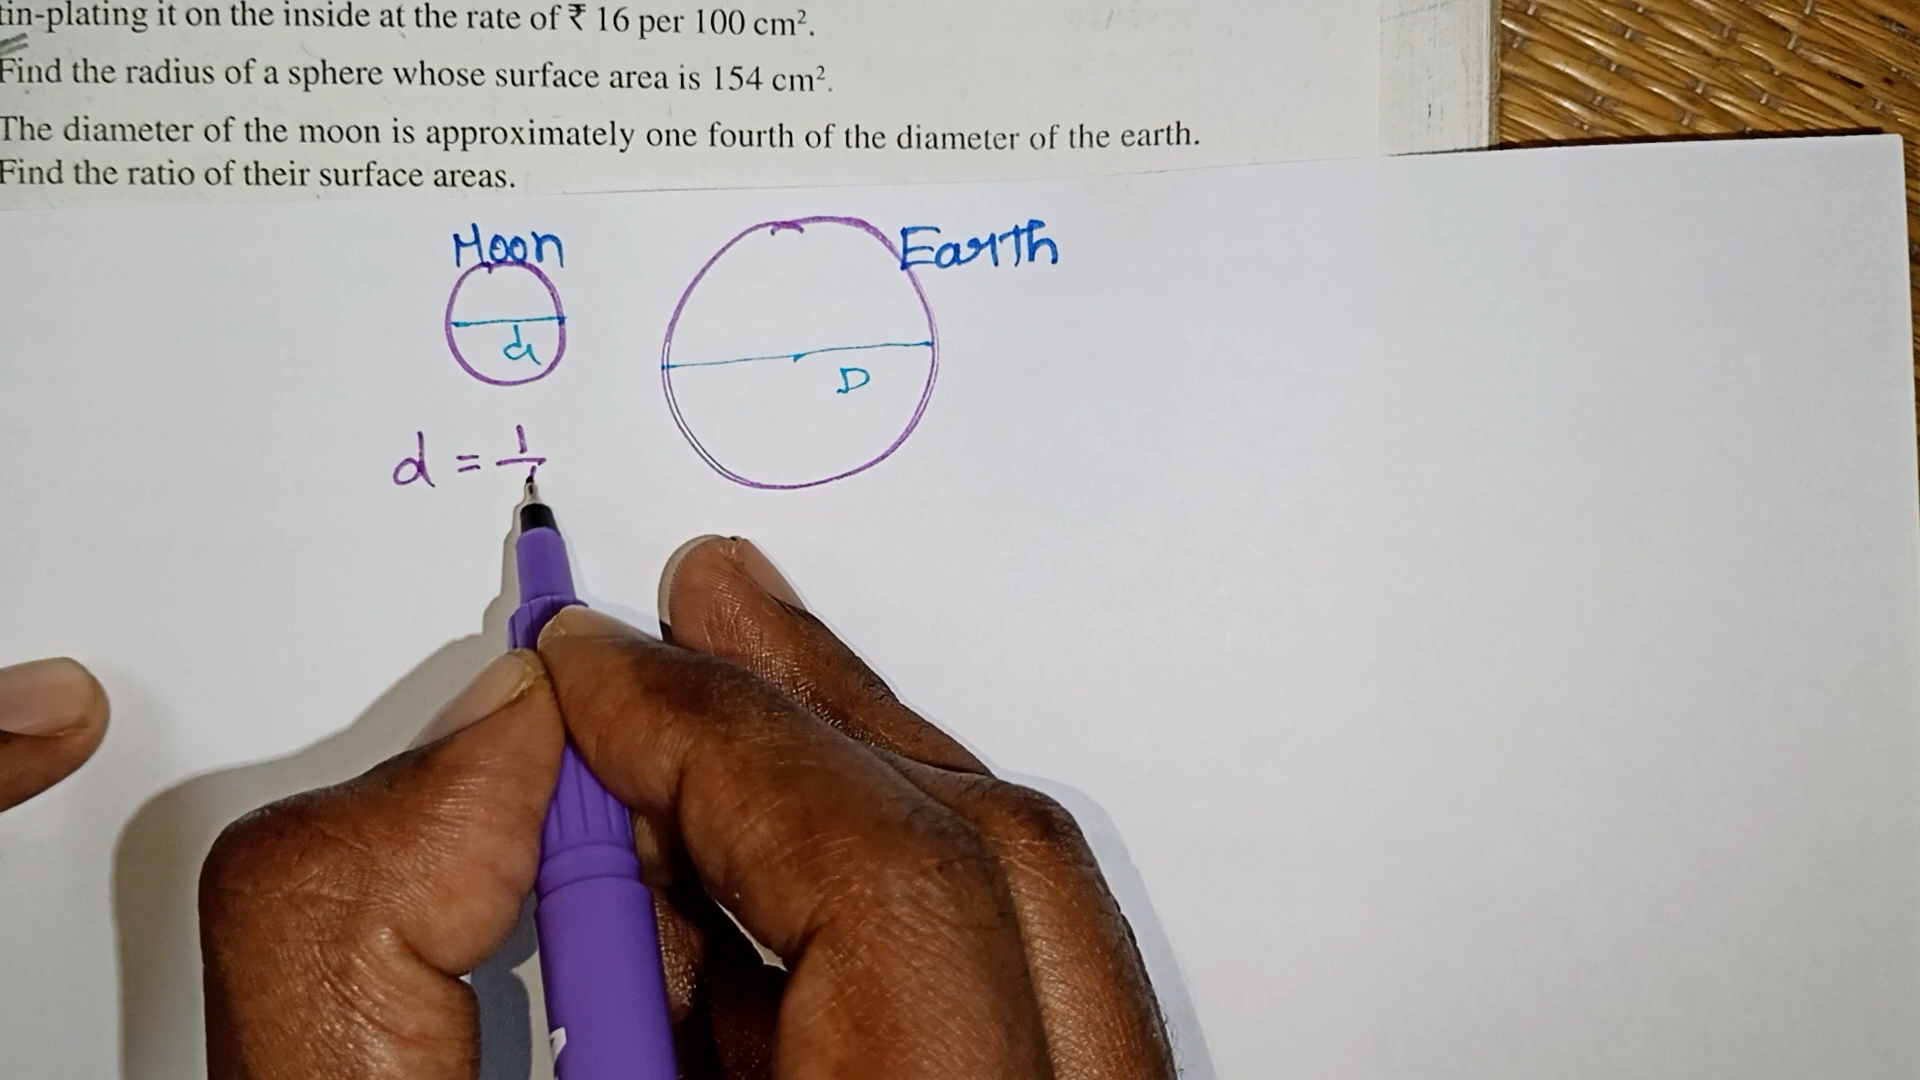 tin-plating it on the inside at the rate of ₹ 16 per 100 cm².
Find the radius of a sphere whose surface area is 154 cm².
The diameter of the moon is approximately one fourth of the diameter of the earth.
Find the ratio of their surface areas.
Moon
Earth
d
D
d = 1/